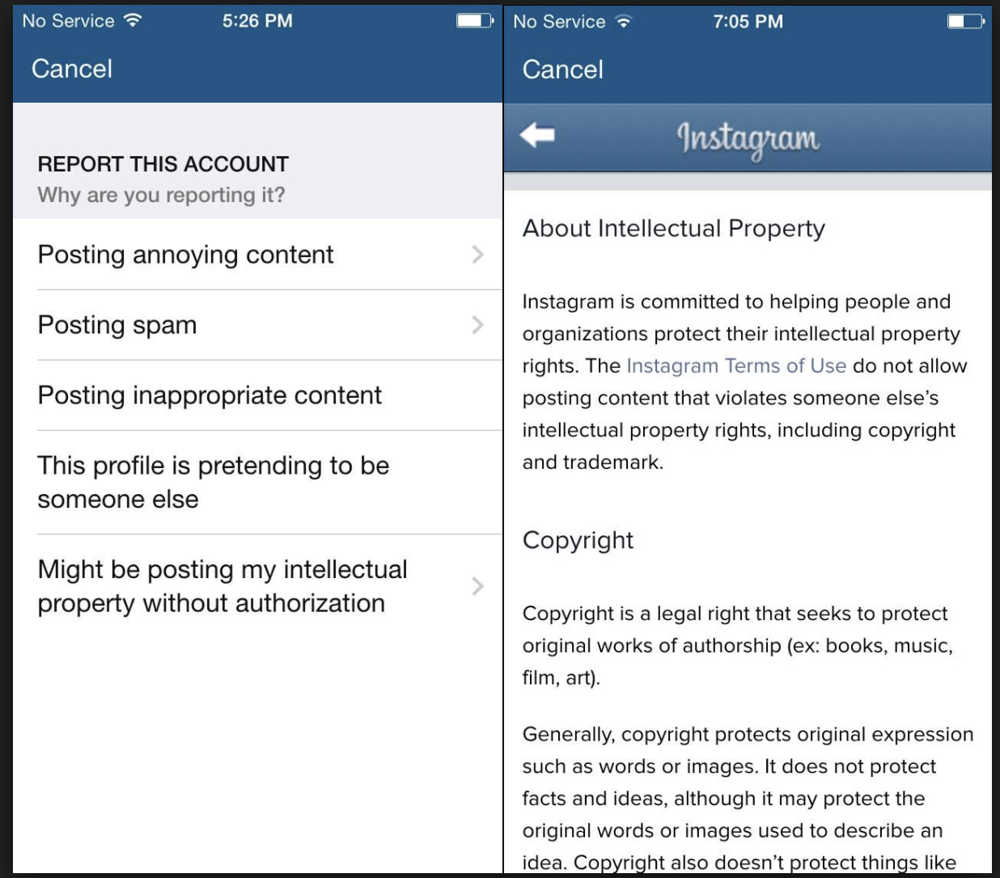 No Service
5:26 PM
Cancel
REPORT THIS ACCOUNT
Why are you reporting it?
Posting annoying content
Posting spam
Posting inappropriate content
This profile is pretending to be
someone else
Might be posting my intellectual
property without authorization
No Service
7:05 PM
Cancel
Instagram
About Intellectual Property
Instagram is committed to helping people and
organizations protect their intellectual property
rights. The Instagram Terms of Use do not allow
posting content that violates someone else’s
intellectual property rights, including copyright
and trademark.
Copyright
Copyright is a legal right that seeks to protect
original works of authorship (ex: books, music,
film, art).
Generally, copyright protects original expression
such as words or images. It does not protect
facts and ideas, although it may protect the
original words or images used to describe an
idea. Copyright also doesn’t protect things like